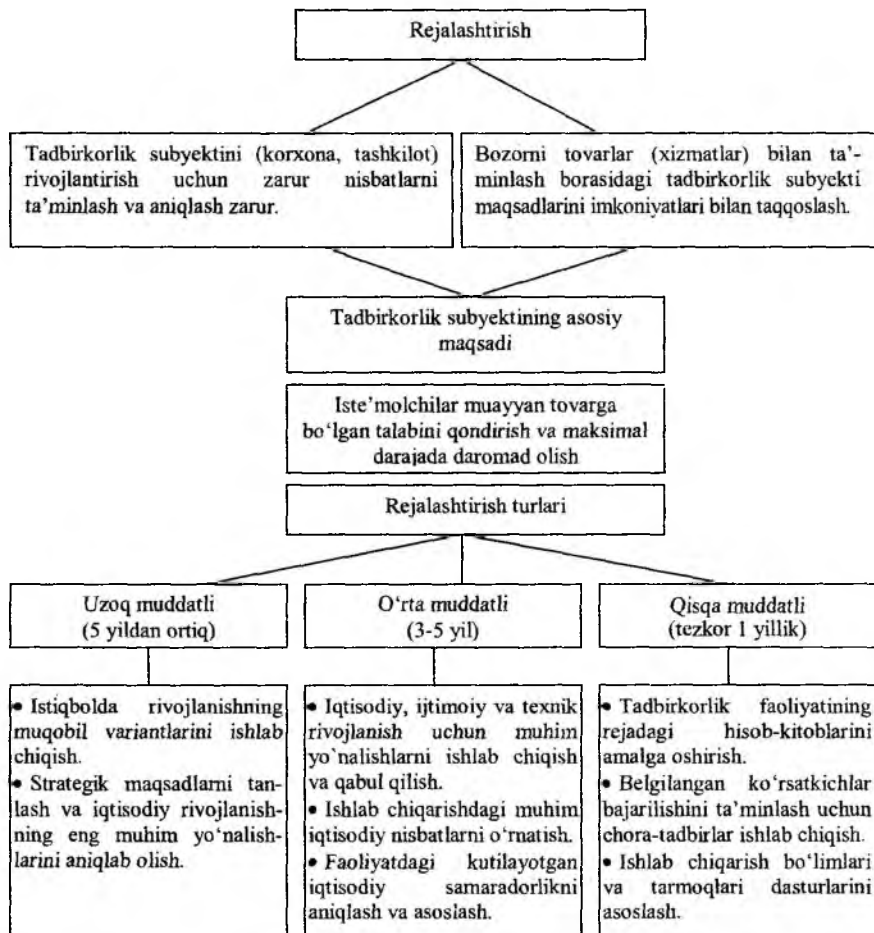 Rejalashtirish
Tadbirkorlik subyektini (korxona, tashkilot)
rivojlantirish uchun zarur nisbatlarni
ta’minlash va aniqlash zarur.
Bozorni tovarlar (xizmatlar) bilan ta’-
minlash borasidagi tadbirkorlik subyekti
maqsadlarini imkoniyatlari bilan taqqoslash.
Tadbirkorlik subyektining asosiy
maqsadi
Iste’molchilar muayyan tovarga
bo‘lgan talabini qondirish va maksimal
darajada daromad olish
Rejalashtirish turlari
Uzoq muddatli
(5 yildan ortiq)
O‘rta muddatli
(3-5 yil)
Qisqa muddatli
(tezkor 1 yillik)
• Istiqbolda rivojlanishning
muqobil variantlarini ishlab
chiqish.
• Strategik maqsadlarni tan-
lash va iqtisodiy rivojlanish-
ning eng muhim yo‘nalish-
larini aniqlab olish.
• Iqtisodiy, ijtimoiy va texnik
rivojlanish uchun muhim
yo`nalishlarni ishlab chiqish
va qabul qilish.
• Ishlab chiqarishdagi muhim
iqtisodiy nisbatlarni o‘rnatish.
• Faoliyatdagi kutilayotgan
iqtisodiy samaradorlikni
aniqlash va asoslash.
• Tadbirkorlik faoliyatining
rejadagi hisob-kitoblarini
amalga oshirish.
• Belgilangan ko‘rsatkichlar
bajarilishini ta’minlash uchun
chora-tadbirlar ishlab chiqish.
• Ishlab chiqarish bo‘limlari
va tarmoqlari dasturlarini
asoslash.